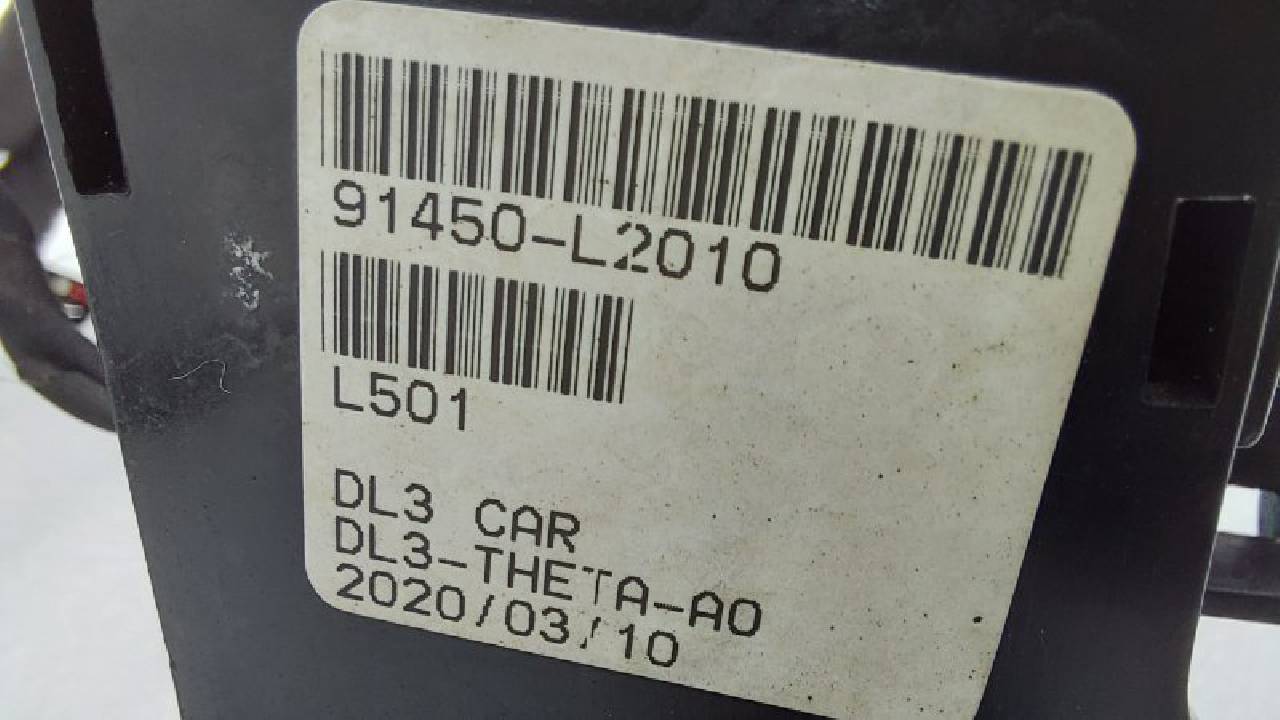 91450-L2010
L501
DL3 CAR
DL3-THETA-A0
2020/03/10